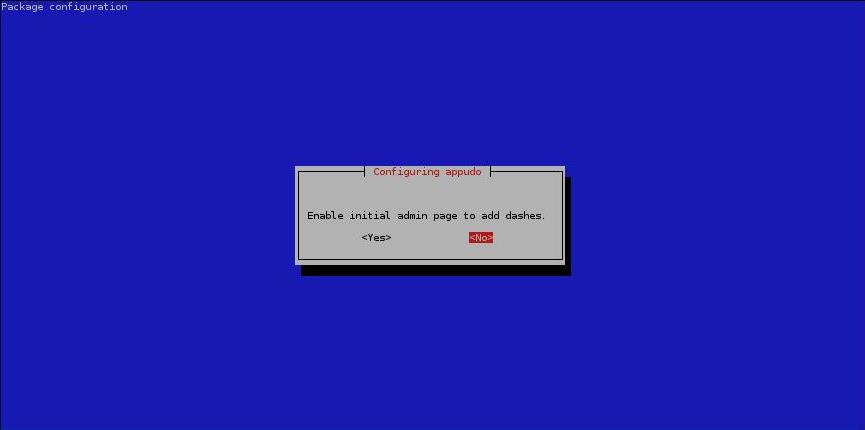 Package configuration
Configuring appudo
Enable initial admin page to add dashes.
<Yes> <No>